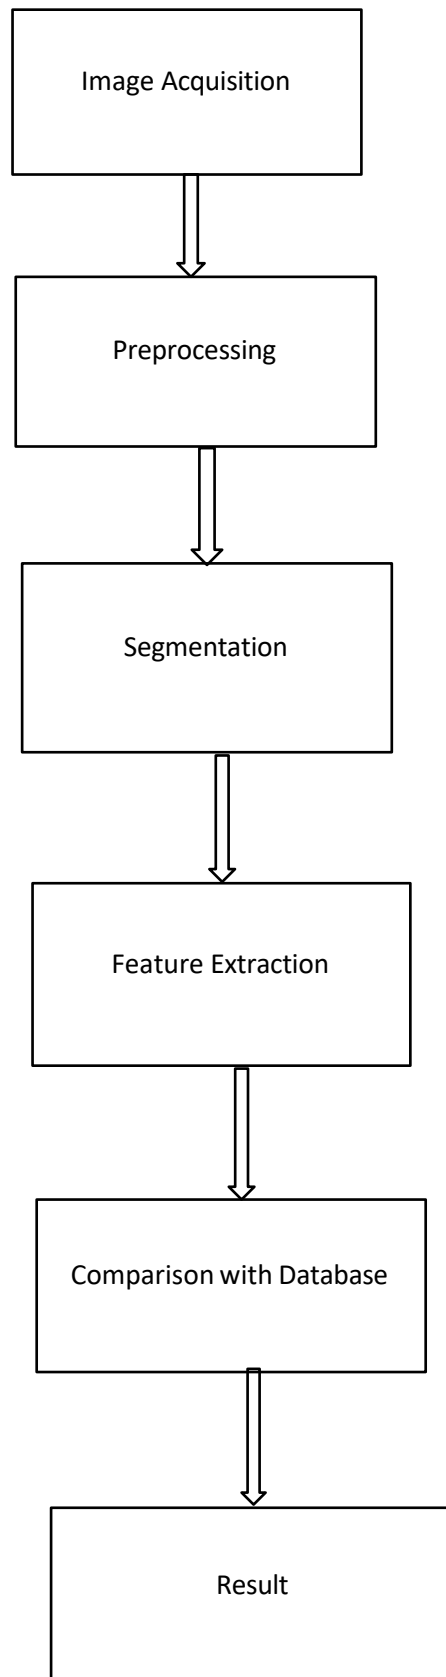 Image Acquisition
Preprocessing
Segmentation
Feature Extraction
Comparison with Database
Result